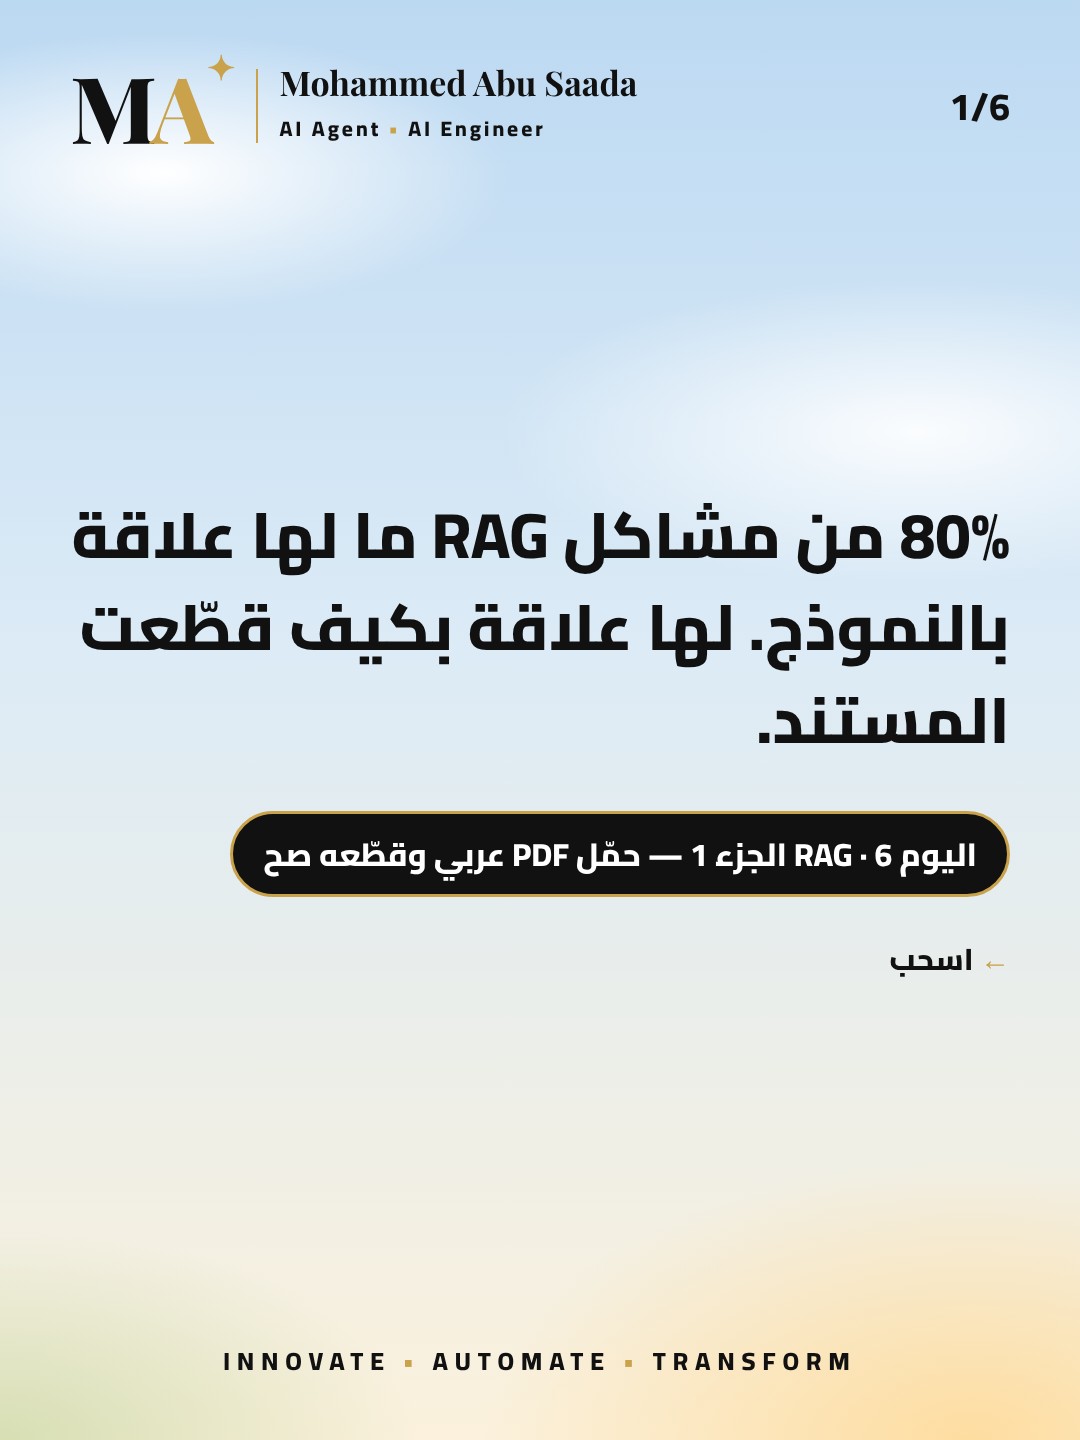 MA
Mohammed Abu Saada
AI Agent ▪ AI Engineer
1/6
80% من مشاكل RAG ما لها علاقة
بالنموذج. لها علاقة بكيف قطّعت
المستند.
اليوم 6 · RAG الجزء 1 — حمّل PDF عربي وقطّعه صح
← اسحب
INNOVATE ▪ AUTOMATE ▪ TRANSFORM